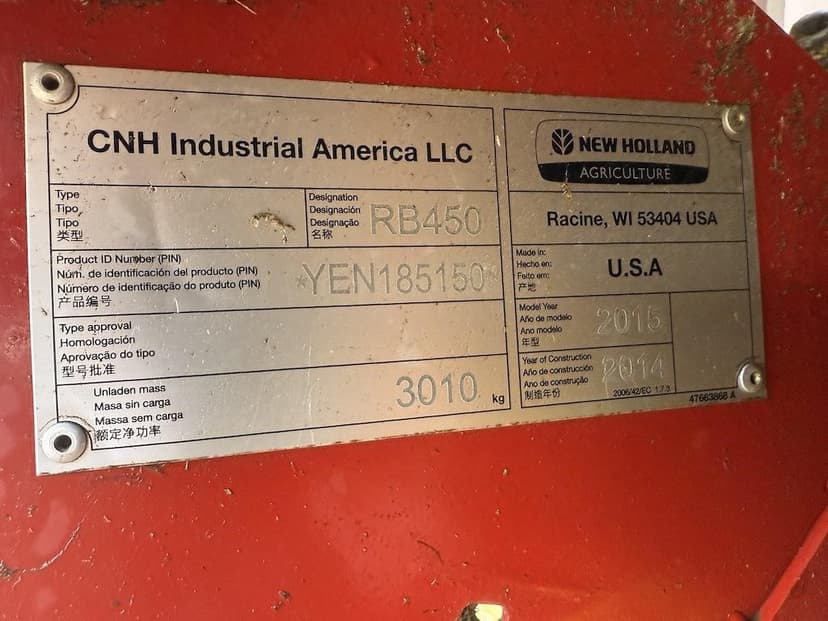 CNH Industrial America LLC
Type
Tipo
Tipo
类型
Designation
Designación
Designação
名称
RB450
Product ID Number (PIN)
Núm. de identificación del producto (PIN)
Número de identificação do produto (PIN)
产品编号
*YEN185150*
Type approval
Homologación
Aprovação do tipo
型号批准
Unladen mass
Masa sin carga
Massa sem carga
额定净功率
3010 kg
NEW HOLLAND
AGRICULTURE
Racine, WI 53404 USA
Made in:
Hecho en:
Feito em:
产地
U.S.A
Model Year
Año de modelo
Ano modelo
年型
2015
Year of Construction
Año de construcción
Ano de construção
制造年份
2014
2006/42/EC 1.7.3
47663868 A